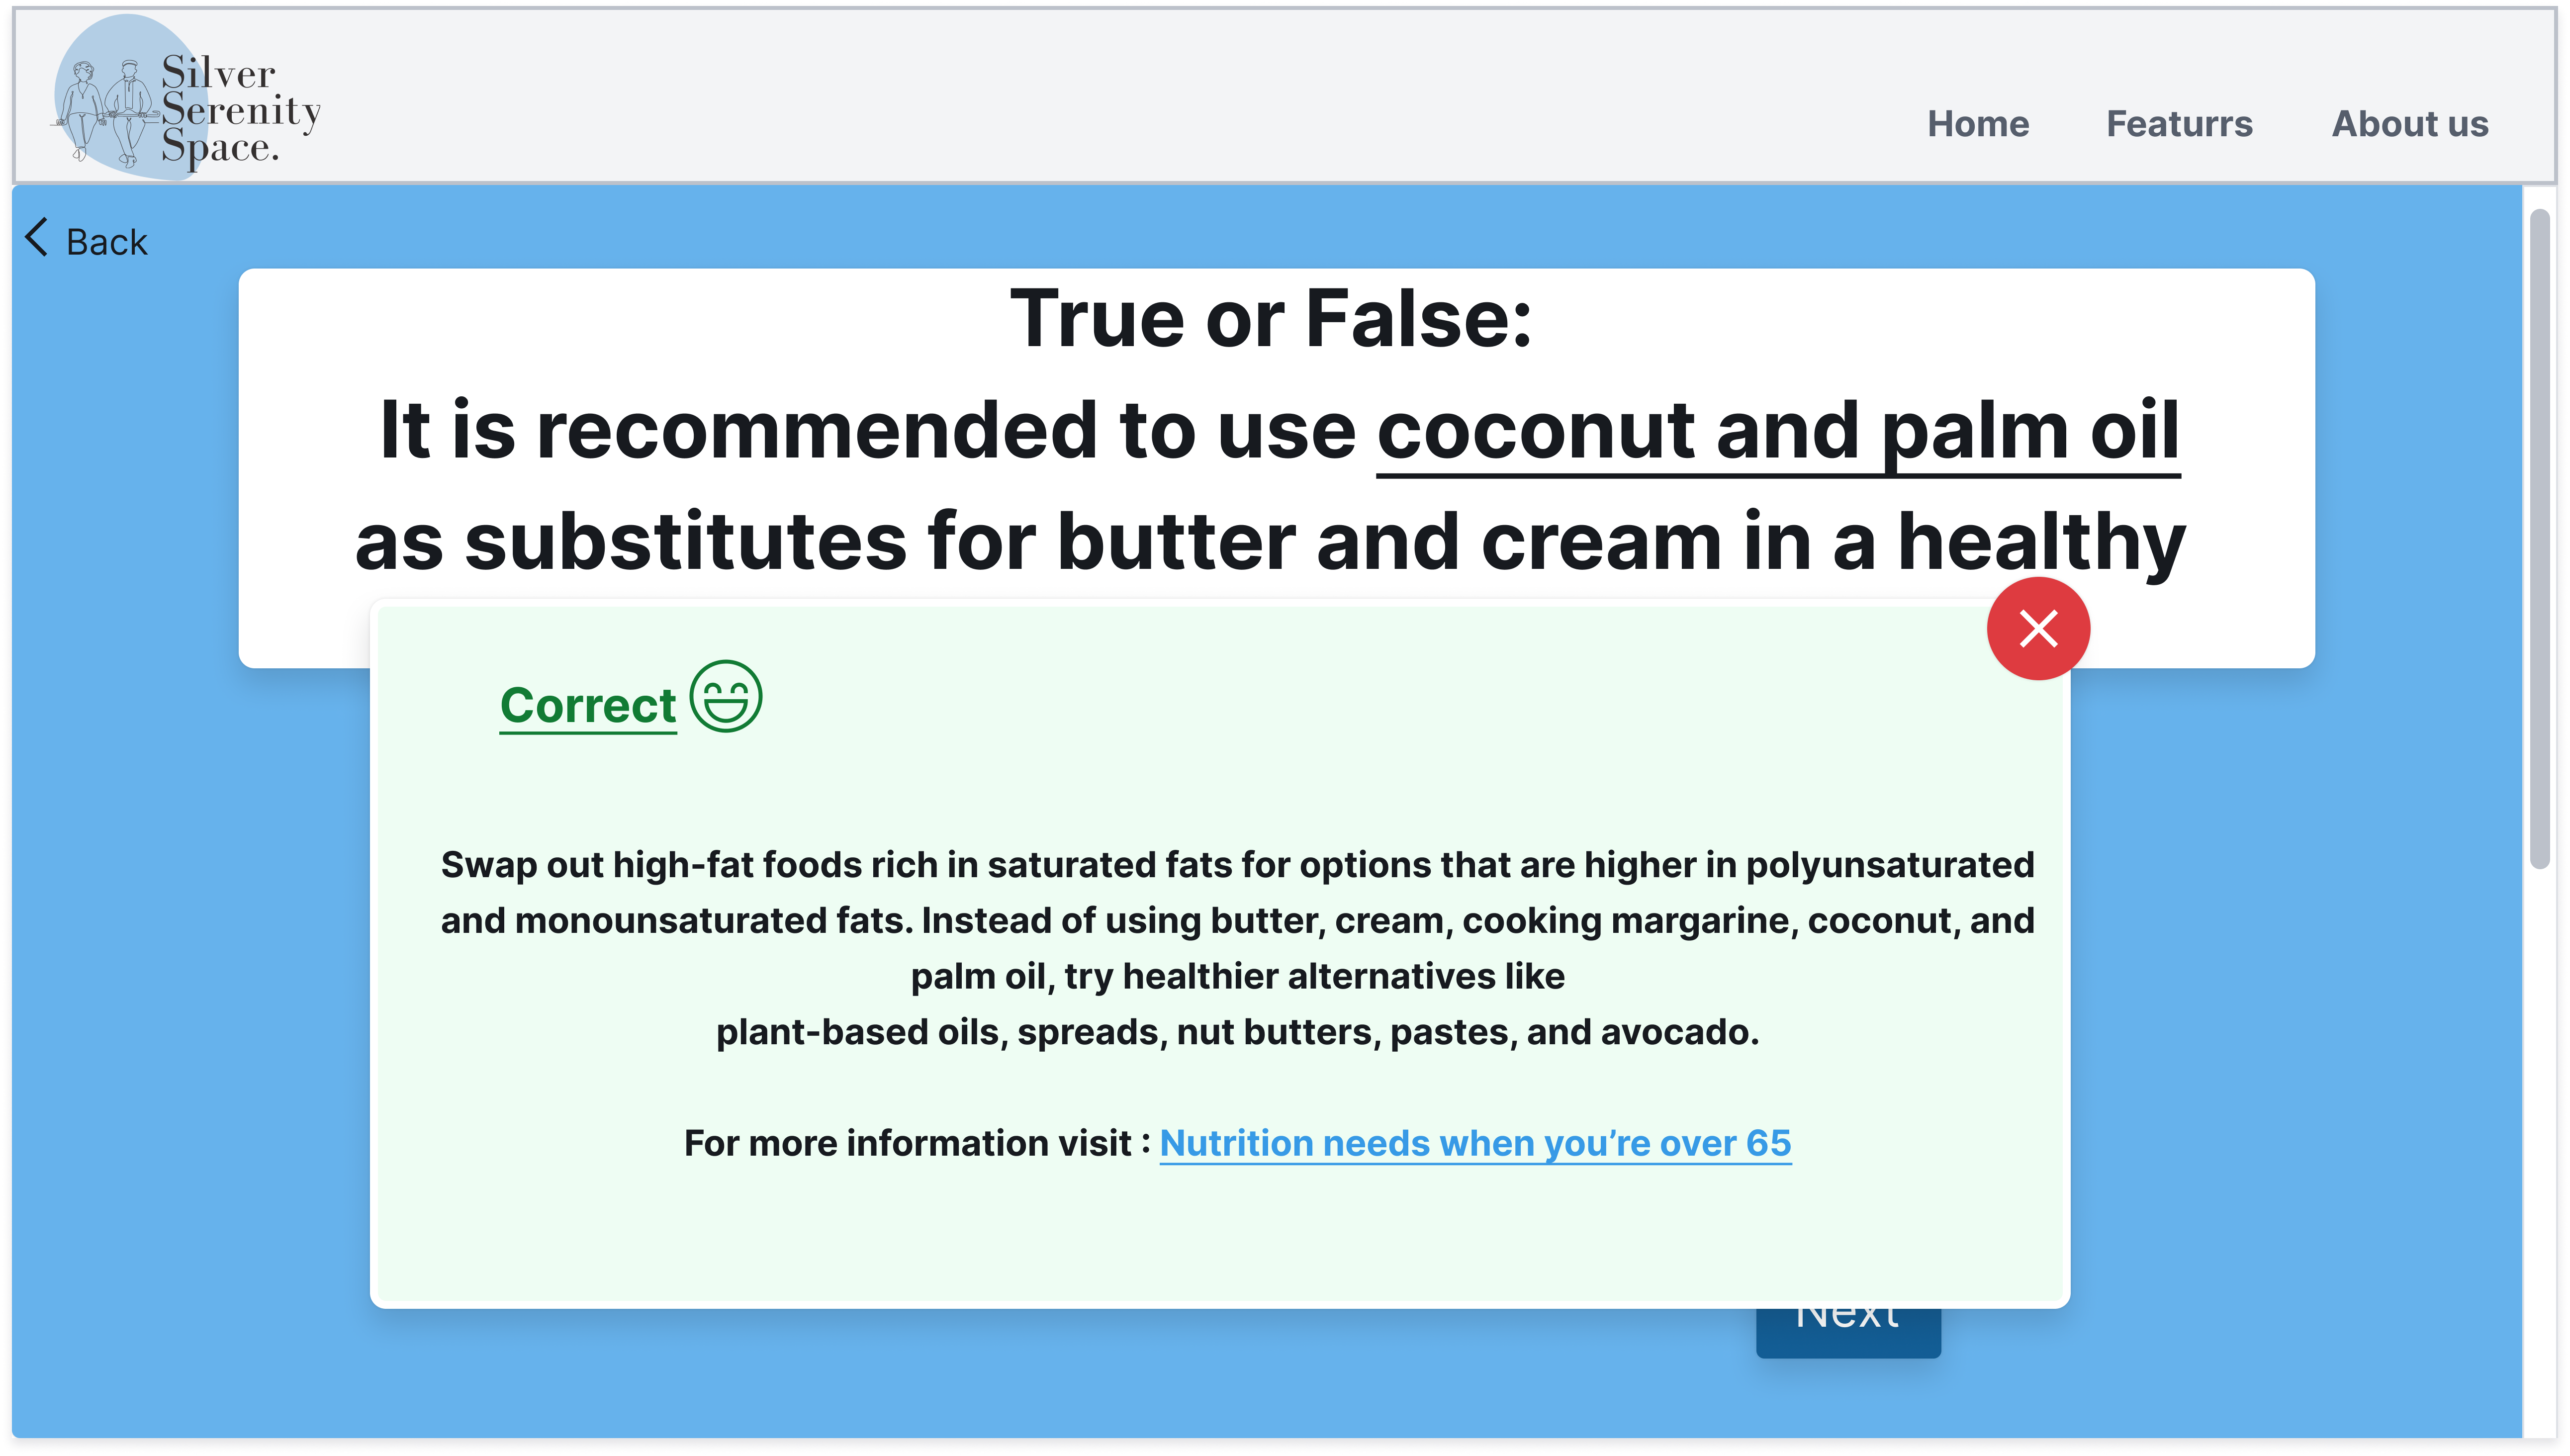 Silver
Serenity
Space.
Home Featurrs About us
Back
True or False:
It is recommended to use coconut and palm oil
as substitutes for butter and cream in a healthy
Correct
Swap out high-fat foods rich in saturated fats for options that are higher in polyunsaturated
and monounsaturated fats. Instead of using butter, cream, cooking margarine, coconut, and
palm oil, try healthier alternatives like
plant-based oils, spreads, nut butters, pastes, and avocado.
For more information visit : Nutrition needs when you’re over 65
Next